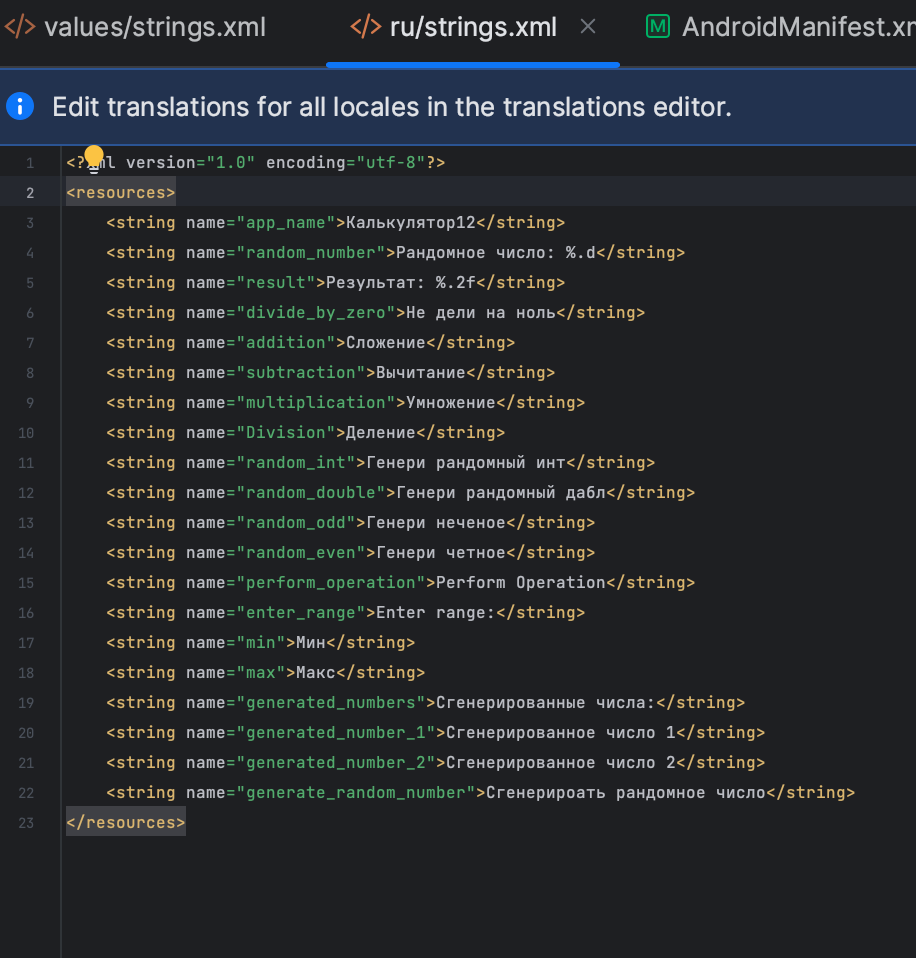 </> values/strings.xml </> ru/strings.xml × M AndroidManifest.xm
Edit translations for all locales in the translations editor.
1 <?xml version="1.0" encoding="utf-8"?>
2 <resources>
3 <string name="app_name">Калькулятор12</string>
4 <string name="random_number">Рандомное число: %.d</string>
5 <string name="result">Результат: %.2f</string>
6 <string name="divide_by_zero">Не дели на ноль</string>
7 <string name="addition">Сложение</string>
8 <string name="subtraction">Вычитание</string>
9 <string name="multiplication">Умножение</string>
10 <string name="Division">Деление</string>
11 <string name="random_int">Генери рандомный инт</string>
12 <string name="random_double">Генери рандомный дабл</string>
13 <string name="random_odd">Генери неченое</string>
14 <string name="random_even">Генери четное</string>
15 <string name="perform_operation">Perform Operation</string>
16 <string name="enter_range">Enter range:</string>
17 <string name="min">Мин</string>
18 <string name="max">Макс</string>
19 <string name="generated_numbers">Сгенерированные числа:</string>
20 <string name="generated_number_1">Сгенерированное число 1</string>
21 <string name="generated_number_2">Сгенерированное число 2</string>
22 <string name="generate_random_number">Сгенерироать рандомное число</string>
23 </resources>